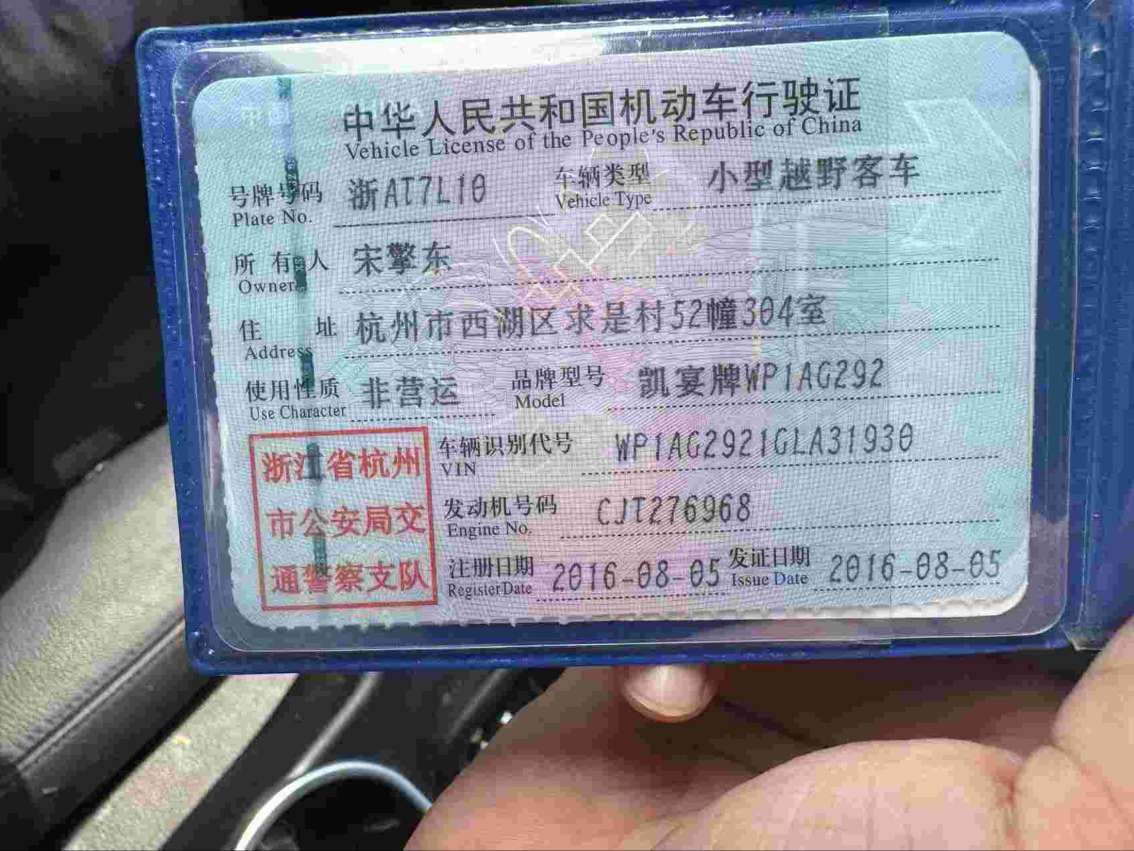 中华人民共和国机动车行驶证
Vehicle License of the People's Republic of China
号牌号码 浙AT7L10 车辆类型 小型越野客车
Plate No. Vehicle Type
所有人 宋擎东
Owner
住址 杭州市西湖区求是村52幢304室
Address
使用性质 非营运 品牌型号 凯宴牌WP1AG292
Use Character Model
浙江省杭州
市公安局交
通警察支队
车辆识别代号 WP1AG2921GLA31930
VIN
发动机号码 CJT276968
Engine No.
注册日期 2016-08-05 发证日期 2016-08-05
Register Date Issue Date